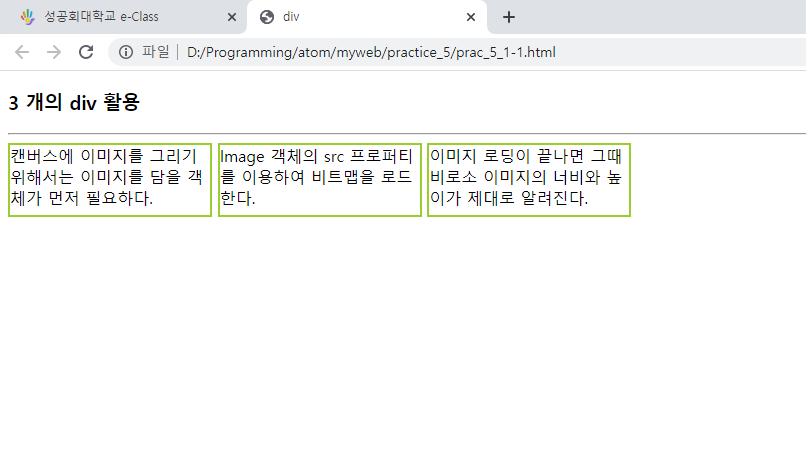 성공회대학교 e-Class
div
파일
D:/Programming/atom/myweb/practice_5/prac_5_1-1.html
3 개의 div 활용
캔버스에 이미지를 그리기
위해서는 이미지를 담을 객
체가 먼저 필요하다.
Image 객체의 src 프로퍼티
를 이용하여 비트맵을 로드
한다.
이미지 로딩이 끝나면 그때
비로소 이미지의 너비와 높
이가 제대로 알려진다.